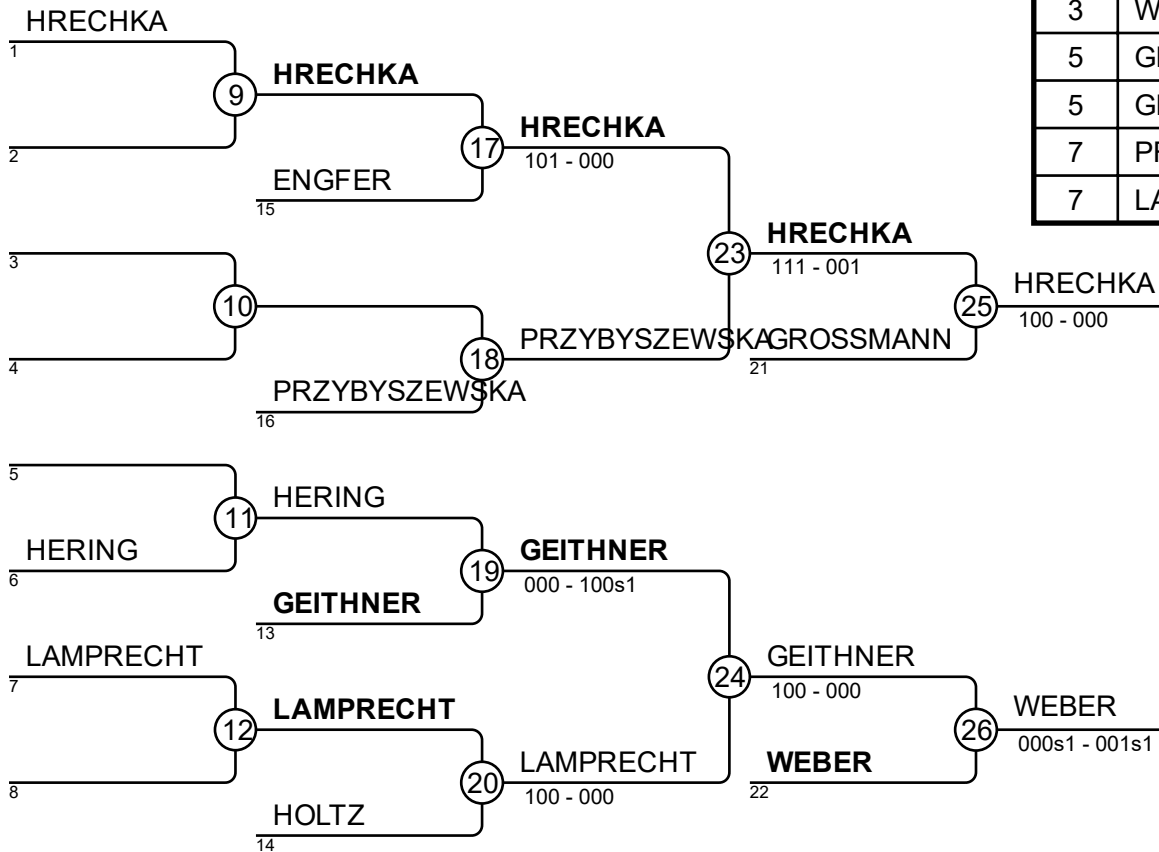 HRECHKA
1
9
HRECHKA
2
17
HRECHKA
101 - 000
ENGFER
15
3
10
4
18
PRZYBYSZEWSKA
PRZYBYSZEWSKA
16
23
HRECHKA
111 - 001
GROSSMANN
21
25
HRECHKA
100 - 000
5
11
HERING
HERING
6
19
GEITHNER
000 - 100s1
GEITHNER
13
LAMPRECHT
7
12
LAMPRECHT
8
20
LAMPRECHT
100 - 000
HOLTZ
14
24
GEITHNER
100 - 000
WEBER
22
26
WEBER
000s1 - 001s1
3
5
5
7
7